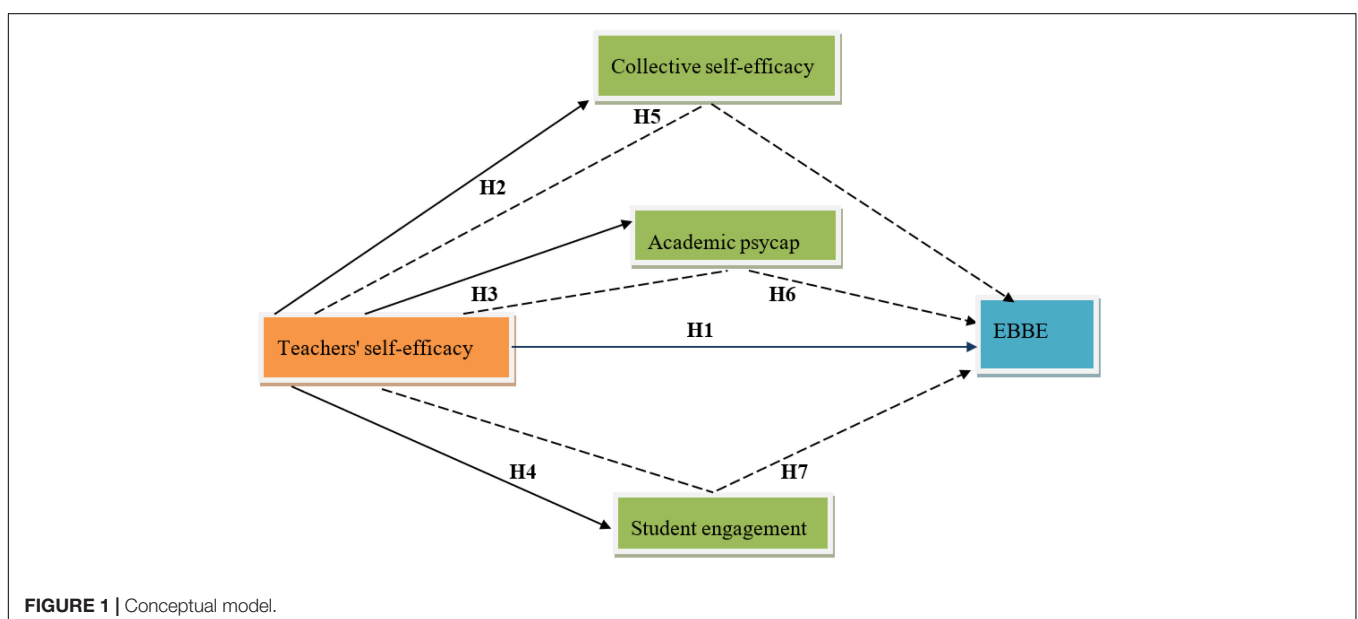 Collective self-efficacy
H5
H2
Academic psycap
H3
H6
H1
EBBE
Teachers' self-efficacy
H4
H7
Student engagement
FIGURE 1 | Conceptual model.